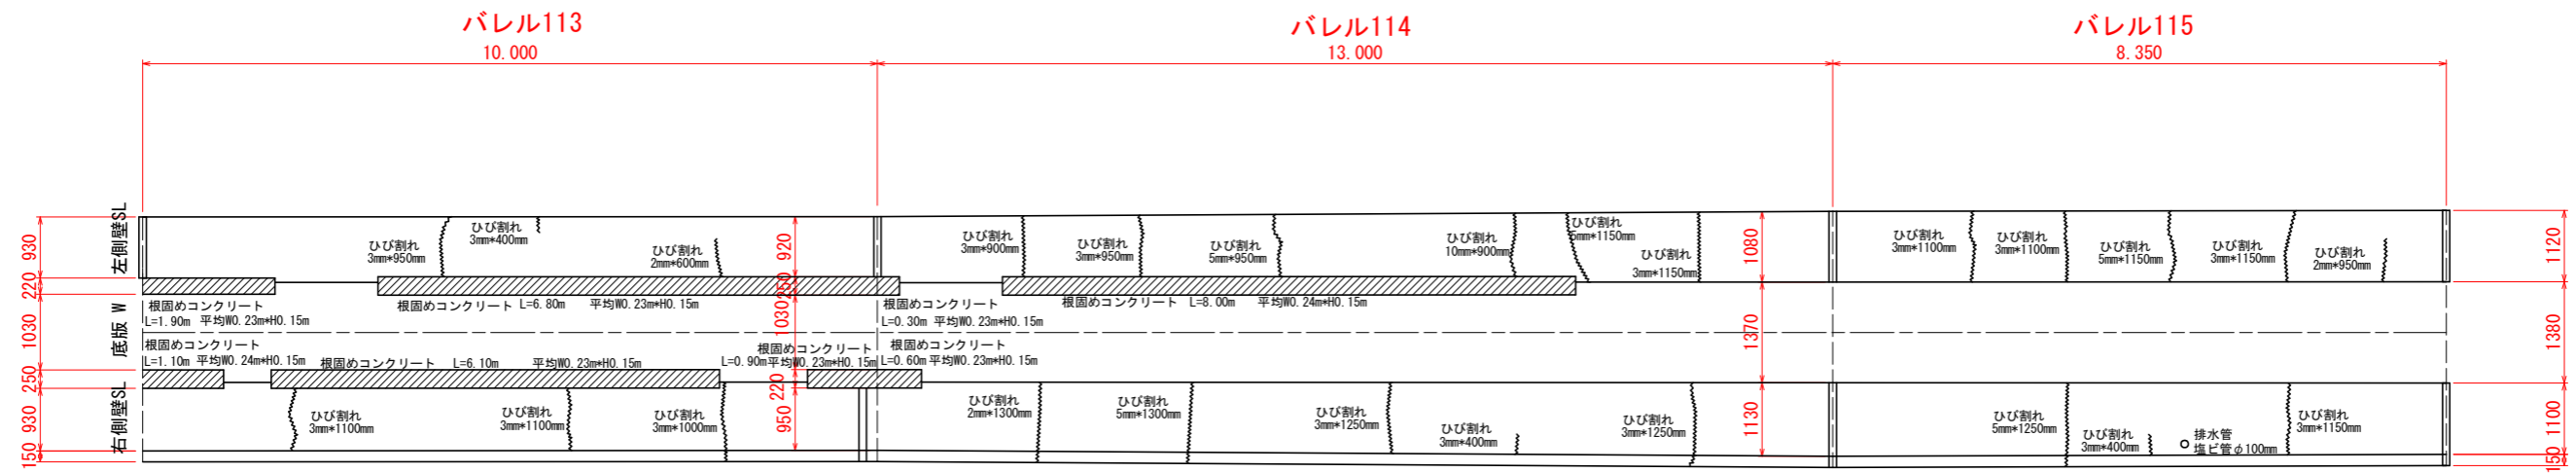 バレル113
バレル114
バレル115
10.000
13.000
8.350
左側壁SL
底版 W
右側壁SL
930
220
1030
250
930
150
ひび割れ
3mm*950mm
ひび割れ
3mm*400mm
ひび割れ
2mm*600mm
920
250
1030
220
950
ひび割れ
3mm*900mm
ひび割れ
3mm*950mm
ひび割れ
5mm*950mm
ひび割れ
10mm*900mm
ひび割れ
5mm*1150mm
ひび割れ
3mm*1150mm
1080
1370
1130
ひび割れ
3mm*1100mm
ひび割れ
3mm*1100mm
ひび割れ
5mm*1150mm
ひび割れ
3mm*1150mm
ひび割れ
2mm*950mm
1120
1380
1100
150
根固めコンクリート
L=1.90m 平均W0.23m*H0.15m
根固めコンクリート L=6.80m 平均W0.23m*H0.15m
根固めコンクリート
L=0.30m 平均W0.23m*H0.15m
根固めコンクリート L=8.00m 平均W0.24m*H0.15m
根固めコンクリート
L=1.10m 平均W0.24m*H0.15m
根固めコンクリート L=6.10m 平均W0.23m*H0.15m
根固めコンクリート
L=0.90m平均W0.23m*H0.15m
根固めコンクリート
L=0.60m 平均W0.23m*H0.15m
ひび割れ
3mm*1100mm
ひび割れ
3mm*1100mm
ひび割れ
3mm*1000mm
ひび割れ
2mm*1300mm
ひび割れ
5mm*1300mm
ひび割れ
3mm*1250mm
ひび割れ
3mm*400mm
ひび割れ
3mm*1250mm
ひび割れ
5mm*1250mm
ひび割れ
3mm*400mm
排水管
塩ビ管φ100mm
ひび割れ
3mm*1150mm